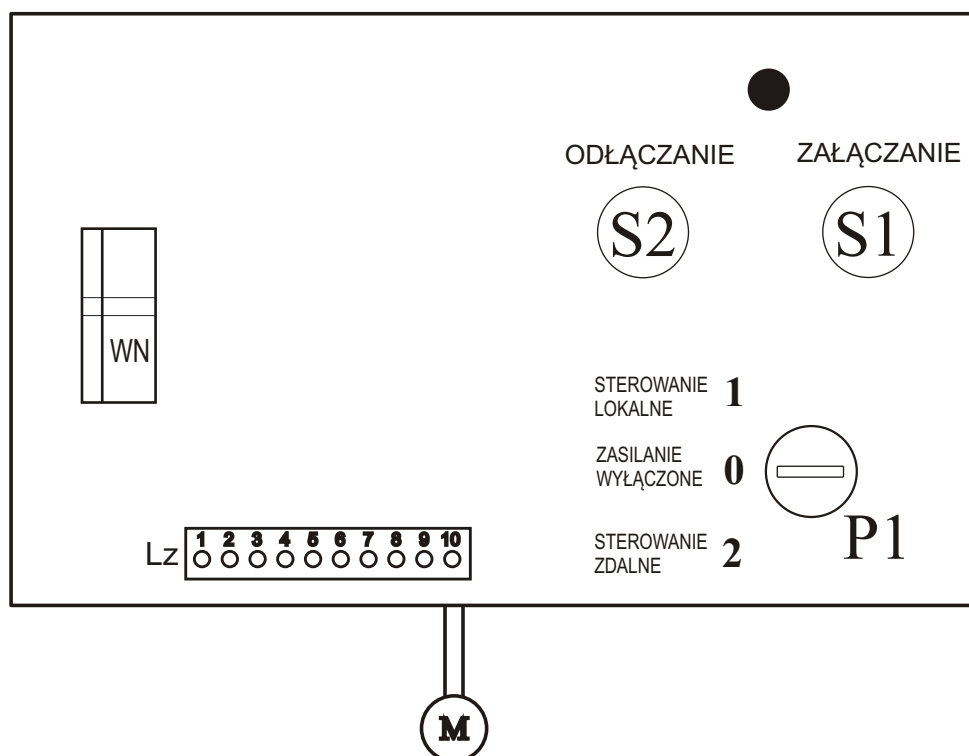 ODŁĄCZANIE ZAŁĄCZANIE
S2 S1
WN
STEROWANIE
LOKALNE 1
ZASILANIE
WYŁĄCZONE 0
P1
STEROWANIE
ZDALNE 2
Lz 1 2 3 4 5 6 7 8 9 10
M